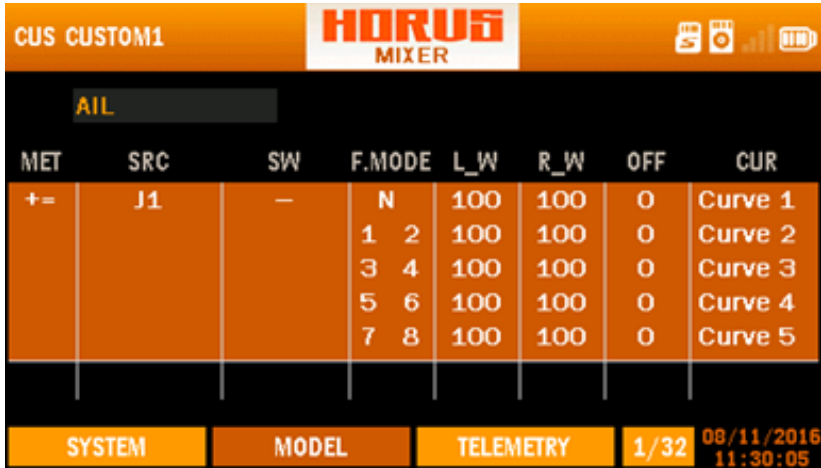 CUS CUSTOM1 HORUS
MIXER
AIL
MET SRC SW F.MODE L_W R_W OFF CUR
+= J1 – N 100 100 0 Curve 1
1 2 100 100 0 Curve 2
3 4 100 100 0 Curve 3
5 6 100 100 0 Curve 4
7 8 100 100 0 Curve 5
SYSTEM MODEL TELEMETRY 1/32 08/11/2016
11:30:05